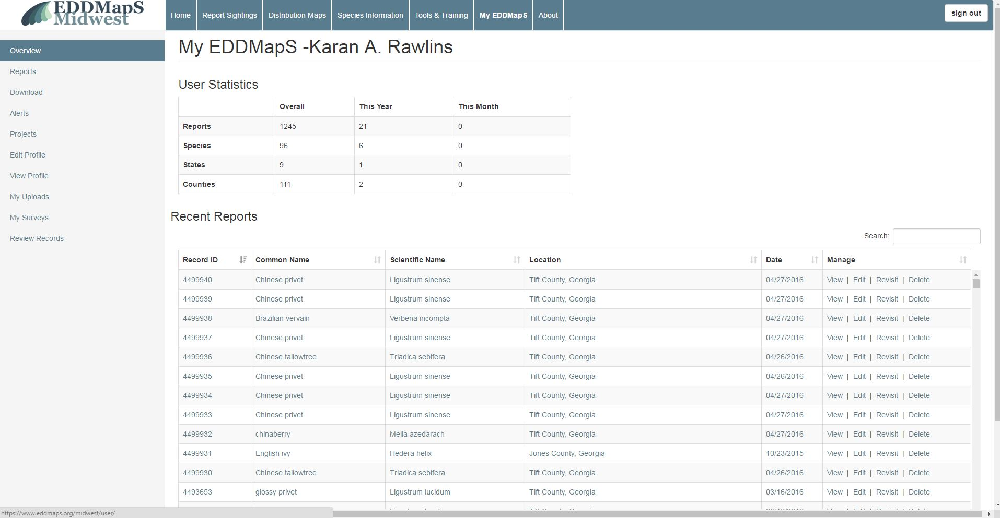 EDDMapS
Midwest
Home Report Sightings Distribution Maps Species Information Tools & Training My EDDMapS About sign out
Overview
Reports
Download
Alerts
Projects
Edit Profile
View Profile
My Uploads
My Surveys
Review Records
My EDDMapS -Karan A. Rawlins
User Statistics
Overall This Year This Month
Reports 1245 21 0
Species 96 6 0
States 9 1 0
Counties 111 2 0
Recent Reports
Search:
Record ID Common Name Scientific Name Location Date Manage
4499940 Chinese privet Ligustrum sinense Tift County, Georgia 04/27/2016 View | Edit | Revisit | Delete
4499939 Chinese privet Ligustrum sinense Tift County, Georgia 04/27/2016 View | Edit | Revisit | Delete
4499938 Brazilian vervain Verbena incompta Tift County, Georgia 04/27/2016 View | Edit | Revisit | Delete
4499937 Chinese privet Ligustrum sinense Tift County, Georgia 04/27/2016 View | Edit | Revisit | Delete
4499936 Chinese tallowtree Triadica sebifera Tift County, Georgia 04/26/2016 View | Edit | Revisit | Delete
4499935 Chinese privet Ligustrum sinense Tift County, Georgia 04/26/2016 View | Edit | Revisit | Delete
4499934 Chinese privet Ligustrum sinense Tift County, Georgia 04/27/2016 View | Edit | Revisit | Delete
4499933 Chinese privet Ligustrum sinense Tift County, Georgia 04/27/2016 View | Edit | Revisit | Delete
4499932 chinaberry Melia azedarach Tift County, Georgia 04/27/2016 View | Edit | Revisit | Delete
4499931 English ivy Hedera helix Jones County, Georgia 10/23/2015 View | Edit | Revisit | Delete
4499930 Chinese tallowtree Triadica sebifera Tift County, Georgia 04/26/2016 View | Edit | Revisit | Delete
4493653 glossy privet Ligustrum lucidum Tift County, Georgia 03/16/2016 View | Edit | Revisit | Delete
https://www.eddmaps.org/midwest/user/